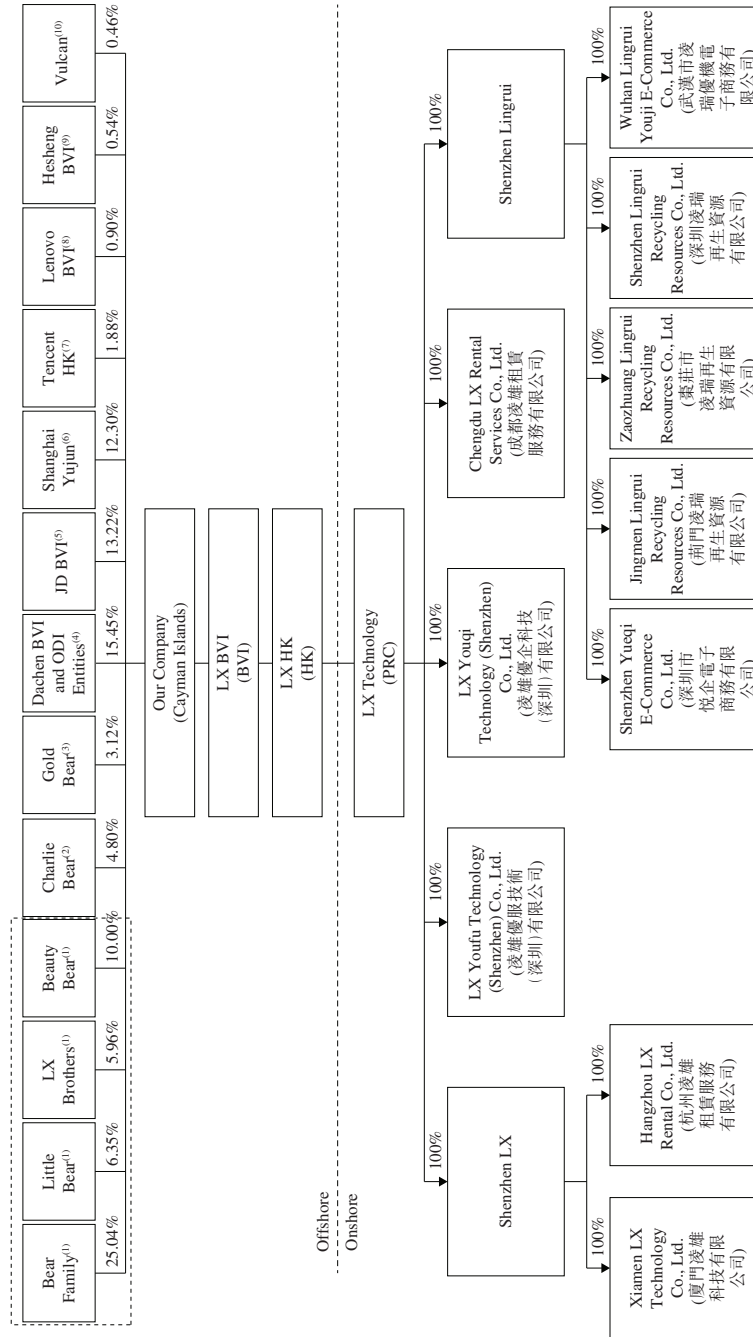 Bear
Family(1)
Little
Bear(1)
LX
Brothers(1)
Beauty
Bear(1)
Charlie
Bear(2)
Gold
Bear(3)
Dachen BVI
and ODI
Entities(4)
JD BVI(5)
Shanghai
Yujun(6)
Tencent
HK(7)
Lenovo
BVI(8)
Hesheng
BVI(9)
Vulcan(10)
25.04%
6.35%
5.96%
10.00%
4.80%
3.12%
15.45%
13.22%
12.30%
1.88%
0.90%
0.54%
0.46%
Our Company
(Cayman Islands)
LX BVI
(BVI)
LX HK
(HK)
Offshore
Onshore
LX Technology
(PRC)
100%
100%
100%
100%
100%
Shenzhen LX
LX Youfu Technology
(Shenzhen) Co., Ltd.
(凌雄優服技術
(深圳)有限公司)
LX Youqi
Technology (Shenzhen)
Co., Ltd.
(凌雄優企科技
(深圳)有限公司)
Chengdu LX Rental
Services Co., Ltd.
(成都凌雄租賃
服務有限公司)
Shenzhen Lingrui
100%
100%
100%
100%
100%
100%
100%
Xiamen LX
Technology
Co., Ltd.
(廈門凌雄
科技有限
公司)
Hangzhou LX
Rental Co., Ltd.
(杭州凌雄
租賃服務
有限公司)
Shenzhen Yueqi
E-Commerce
Co., Ltd.
(深圳市
悅企電子
商務有限
公司)
Jingmen Lingrui
Recycling
Resources Co., Ltd.
(荊門凌瑞
再生資源
有限公司)
Zaozhuang Lingrui
Recycling
Resources Co., Ltd.
(棗莊市
凌瑞再生
資源有限
公司)
Shenzhen Lingrui
Recycling
Resources Co., Ltd.
(深圳凌瑞
再生資源
有限公司)
Wuhan Lingrui
Youji E-Commerce
Co., Ltd.
(武漢市凌
瑞優機電
子商務有
限公司)